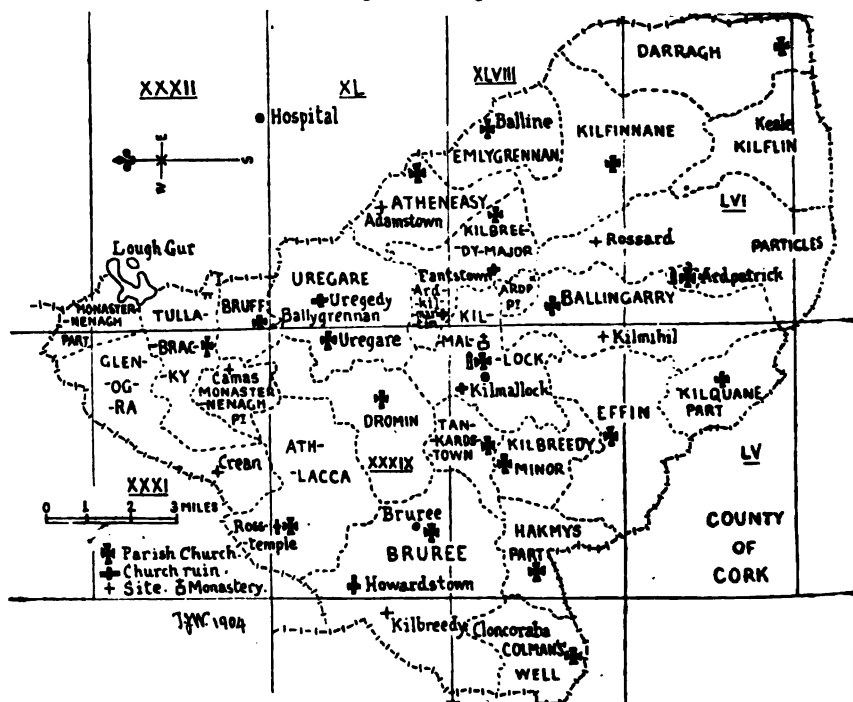 DARRAGH
XXXII
XL
XLVIII
Hospital
Balline
EMLYGRENNAN
KILFINNANE
Keale
KILFLIN
E
S
W
ATHENEASY
Adamstown
KILBREE-
DY-MAJOR
Rossard
LVI
PARTICLES
Lough Gur
UREGARE
Fantstown
ARDP
PT
Ardpatrick
MONASTER-
NENAGH
PART
TULLA-
BRUFF
Uregedy
Ballygrennan
Ard-
kil
KIL-
BALLINGARRY
-BRAC-
KY
Uregare
MAL-
-LOCK
Kilmihil
GLEN-
-OG-
-RA
Camas
MONASTER
-NENAGH
PT
Kilmallock
KILQUANE
PART
DROMIN
EFFIN
ATH-
-LACCA
TAN-
KARDS-
TOWN
KILBREEDY
MINOR
Crean
XXXIX
LV
XXXI
0 1 2 3 MILES
Ross-
temple
Bruree
BRUREE
HAKMYS
PART
COUNTY
OF
CORK
Parish Church
Church ruin.
Site. Monastery.
Howardstown
TJW. 1904
Kilbreedy
Cloncoraba
COLMAN'S
WELL